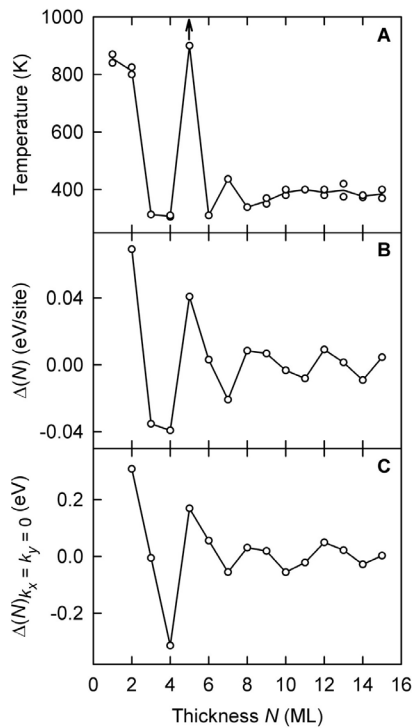 1000
A
800
600
400
Temperature (K)
B
0.04
0.00
-0.04
Δ(N) (eV/site)
C
0.2
0.0
-0.2
Δ(N)kx = ky = 0 (eV)
0 2 4 6 8 10 12 14 16
Thickness N (ML)